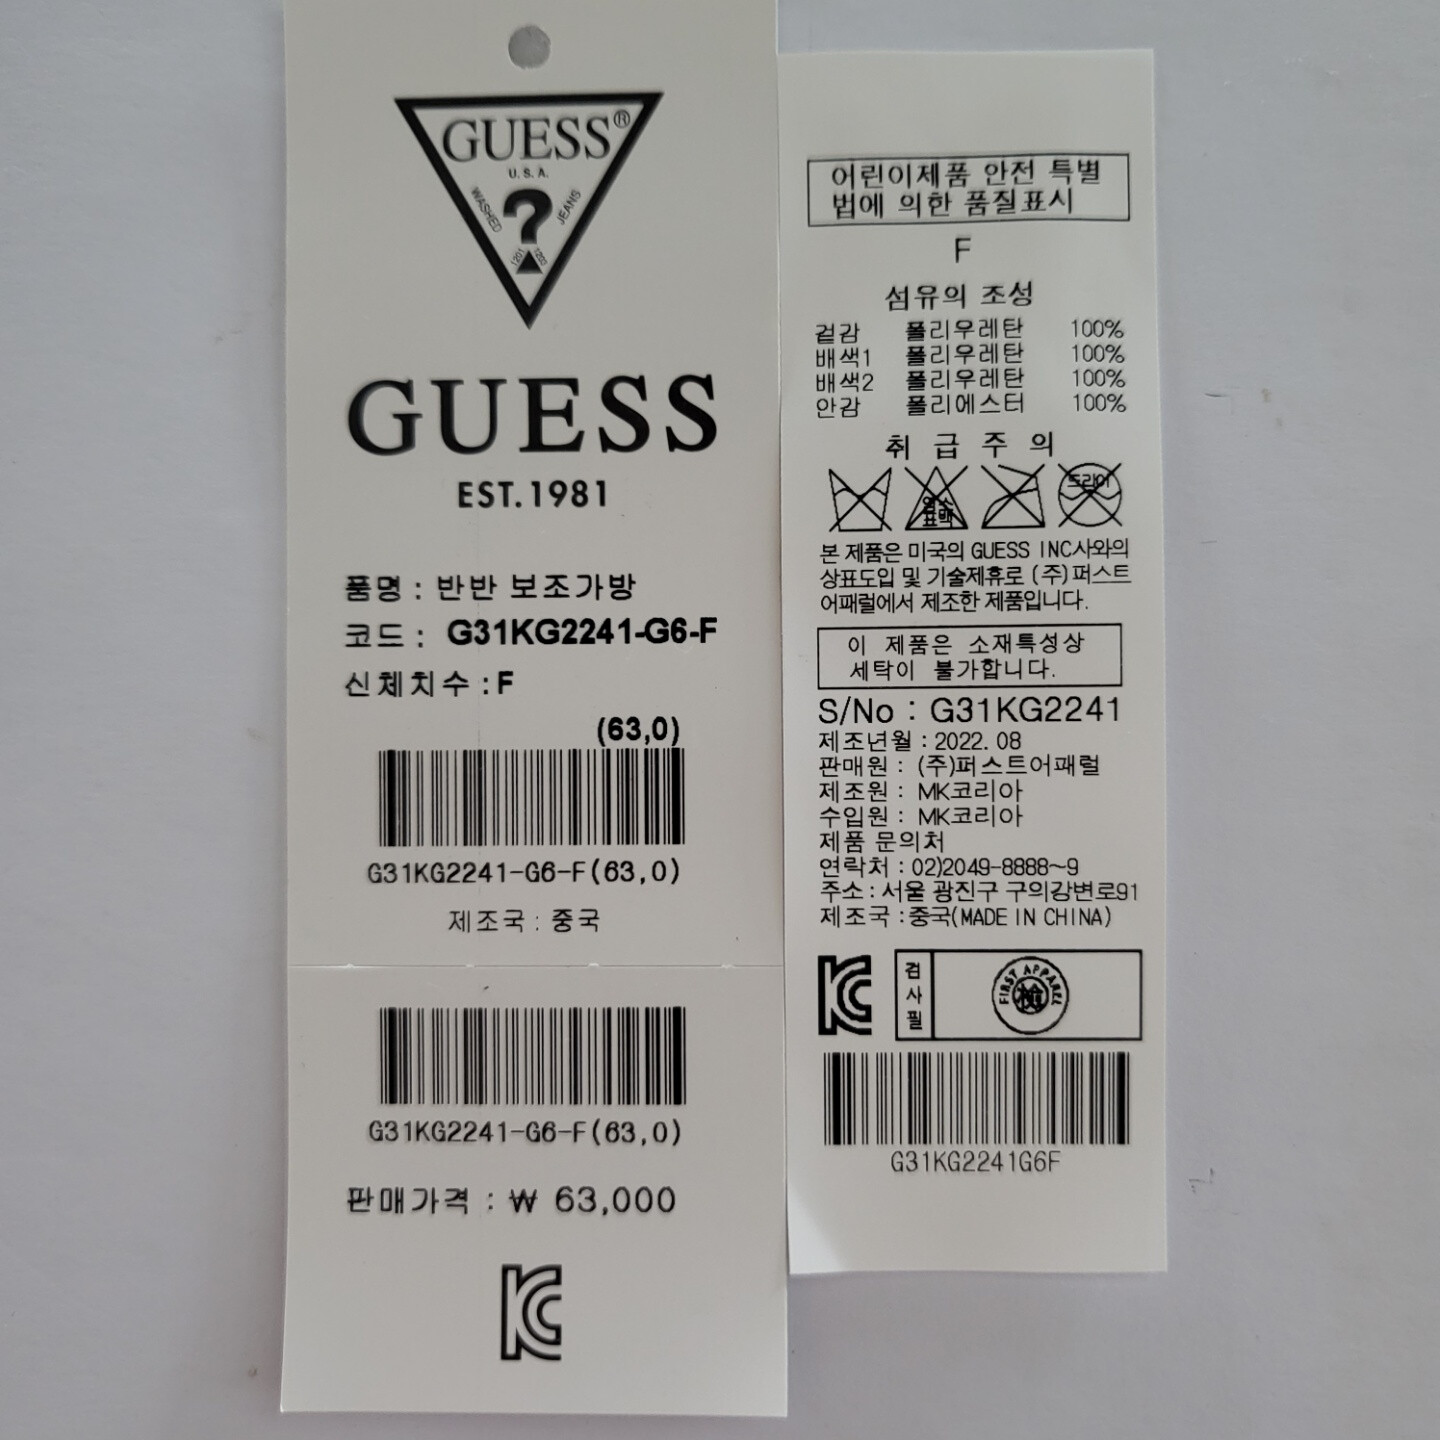 GUESS®
U.S.A.
WASHED
?
JEANS
1201 1203
GUESS
EST.1981
품명 : 반반 보조가방
코드 : G31KG2241-G6-F
신체치수 : F
(63,0)
G31KG2241-G6-F(63,0)
제조국 : 중국
G31KG2241-G6-F(63,0)
판매가격 : ₩ 63,000
어린이제품 안전 특별
법에 의한 품질표시
F
섬유의 조성
겉감 폴리우레탄 100%
배색1 폴리우레탄 100%
배색2 폴리우레탄 100%
안감 폴리에스터 100%
취 급 주 의
염소
표백
드라이
본 제품은 미국의 GUESS INC사와의
상표도입 및 기술제휴로 (주)퍼스트
어패럴에서 제조한 제품입니다.
이 제품은 소재특성상
세탁이 불가합니다.
S/No : G31KG2241
제조년월 : 2022. 08
판매원 : (주)퍼스트어패럴
제조원 : MK코리아
수입원 : MK코리아
제품 문의처
연락처 : 02)2049-8888~9
주소 : 서울 광진구 구의강변로91
제조국 : 중국(MADE IN CHINA)
검사필
FIRST APPAREL
檢
G31KG2241G6F